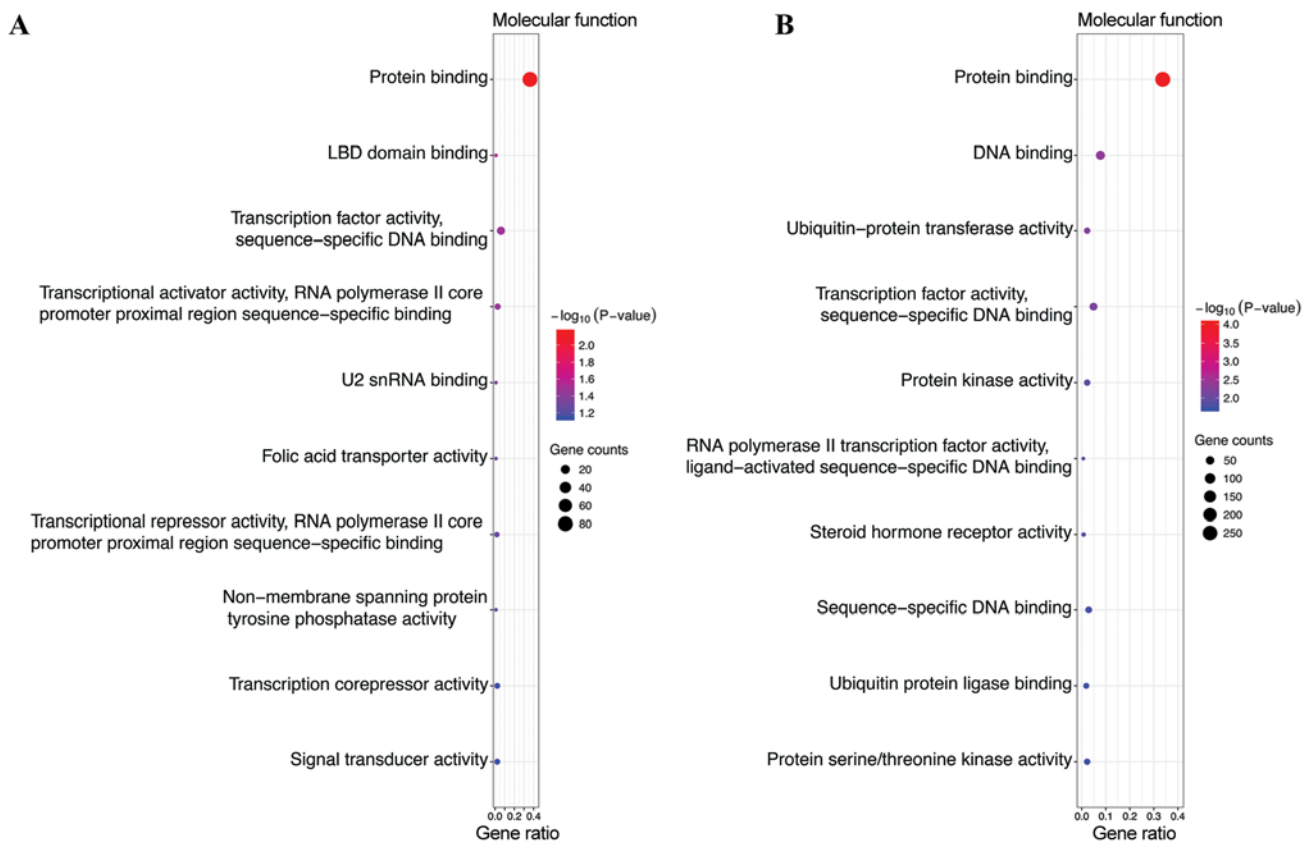 A
Molecular function
Protein binding
LBD domain binding
Transcription factor activity,
sequence−specific DNA binding
Transcriptional activator activity, RNA polymerase II core
promoter proximal region sequence−specific binding
U2 snRNA binding
Folic acid transporter activity
Transcriptional repressor activity, RNA polymerase II core
promoter proximal region sequence−specific binding
Non−membrane spanning protein
tyrosine phosphatase activity
Transcription corepressor activity
Signal transducer activity
0.0 0.2 0.4
Gene ratio
−log10 (P-value)
2.0
1.8
1.6
1.4
1.2
Gene counts
20
40
60
80
B
Molecular function
Protein binding
DNA binding
Ubiquitin−protein transferase activity
Transcription factor activity,
sequence−specific DNA binding
Protein kinase activity
RNA polymerase II transcription factor activity,
ligand−activated sequence−specific DNA binding
Steroid hormone receptor activity
Sequence−specific DNA binding
Ubiquitin protein ligase binding
Protein serine/threonine kinase activity
0.0 0.1 0.2 0.3 0.4
Gene ratio
−log10 (P-value)
4.0
3.5
3.0
2.5
2.0
Gene counts
50
100
150
200
250